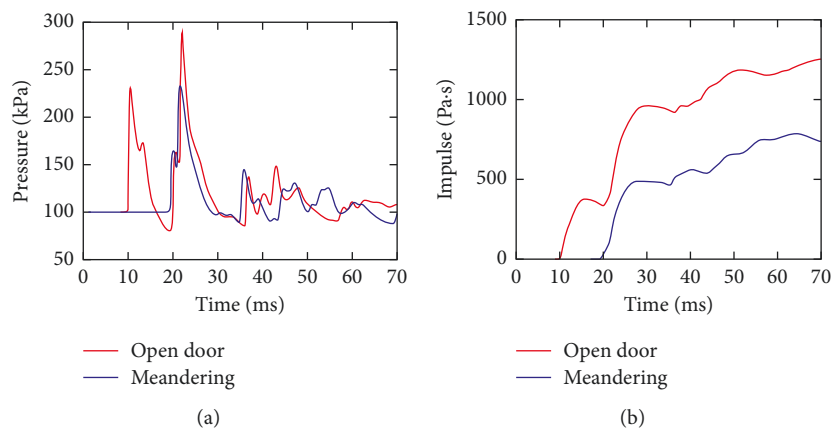 300
250
200
150
100
50
Pressure (kPa)
0 10 20 30 40 50 60 70
Time (ms)
Open door
Meandering
(a)
1500
1000
500
0
Impulse (Pa·s)
0 10 20 30 40 50 60 70
Time (ms)
Open door
Meandering
(b)